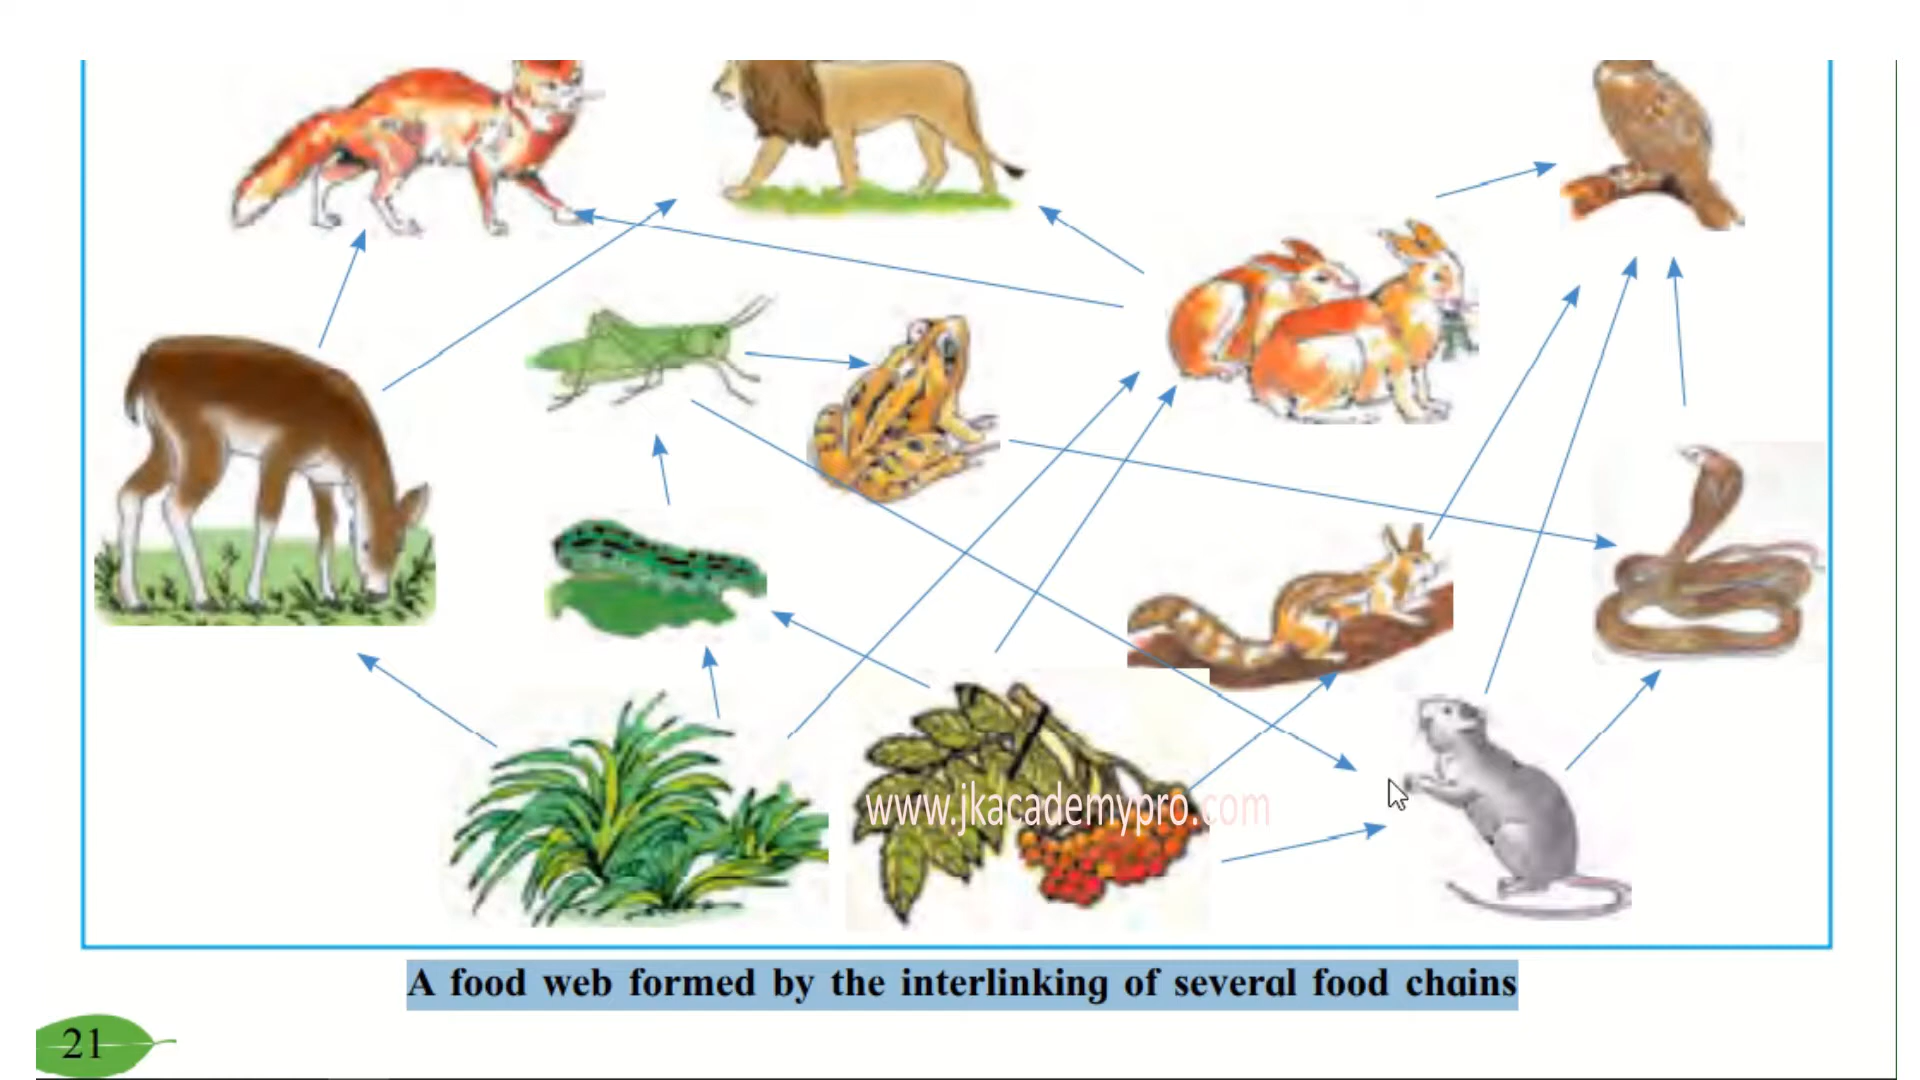 www.jkacademypro.com
A food web formed by the interlinking of several food chains
21